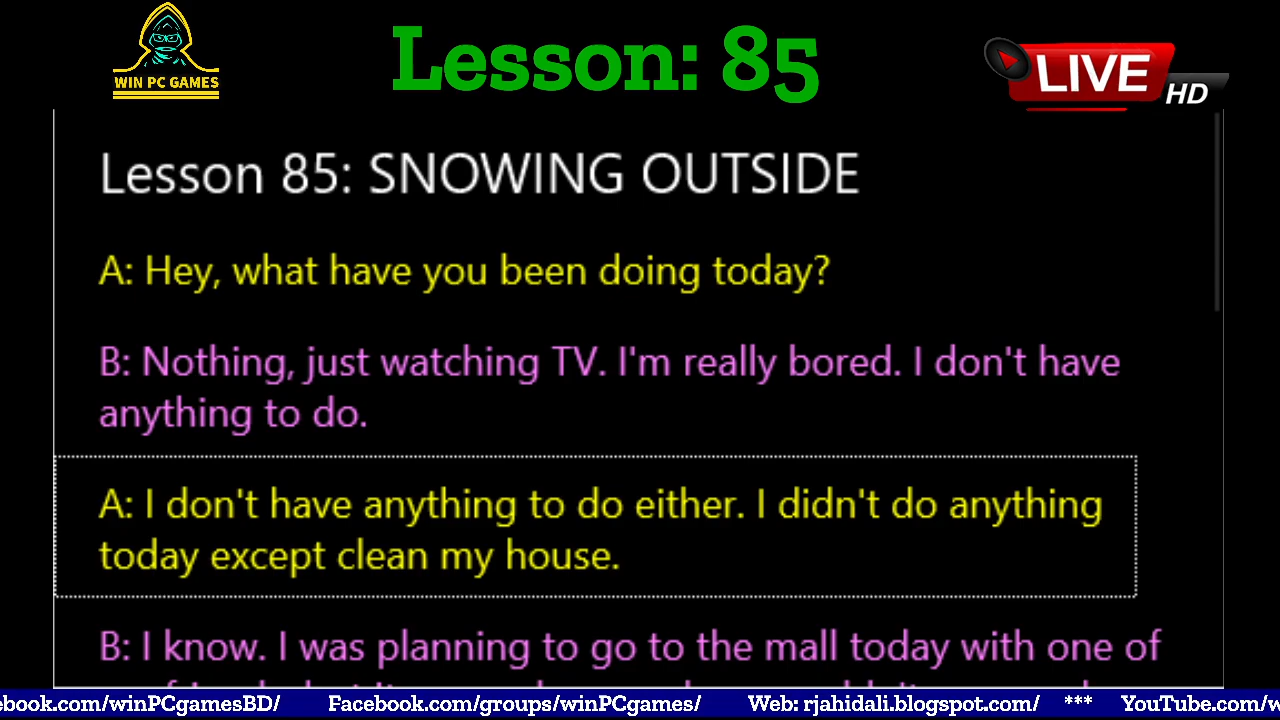 WIN PC GAMES
Lesson: 85
LIVE
HD
Lesson 85: SNOWING OUTSIDE
A: Hey, what have you been doing today?
B: Nothing, just watching TV. I'm really bored. I don't have
anything to do.
A: I don't have anything to do either. I didn't do anything
today except clean my house.
B: I know. I was planning to go to the mall today with one of
ebook.com/winPCgamesBD/ Facebook.com/groups/winPCgames/ Web: rjahidali.blogspot.com/ *** YouTube.com/w